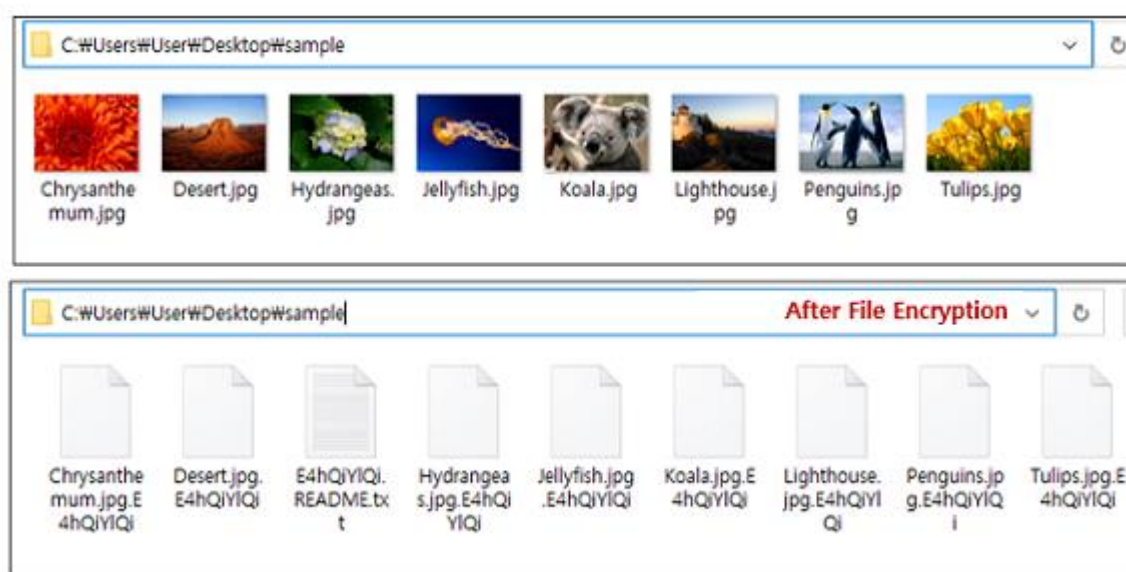 C:₩Users₩User₩Desktop₩sample
Chrysanthe
mum.jpg
Desert.jpg
Hydrangeas.
jpg
Jellyfish.jpg
Koala.jpg
Lighthouse.j
pg
Penguins.jp
g
Tulips.jpg
C:₩Users₩User₩Desktop₩sample
After File Encryption
Chrysanthe
mum.jpg.E
4hQiYlQi
Desert.jpg.
E4hQiYlQi
E4hQiYlQi.
README.tx
t
Hydrangea
s.jpg.E4hQi
YlQi
Jellyfish.jpg
.E4hQiYlQi
Koala.jpg.E
4hQiYlQi
Lighthouse.
jpg.E4hQiYl
Qi
Penguins.jp
g.E4hQiYlQ
i
Tulips.jpg.E
4hQiYlQi